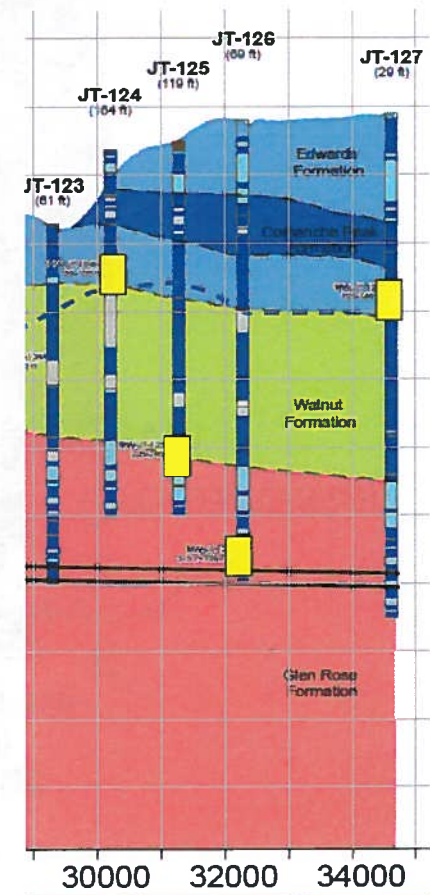 JT-126
(69 ft)
JT-125
(119 ft)
JT-127
(29 ft)
JT-124
(164 ft)
JT-123
(61 ft)
Edwards
Formation
Comanche Peak
Formation
Walnut
Formation
Glen Rose
Formation
30000
32000
34000